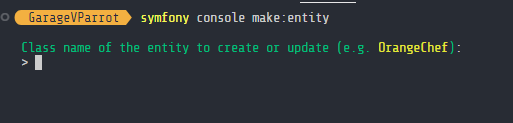 GarageVParrot symfony console make:entity
Class name of the entity to create or update (e.g. OrangeChef):
>